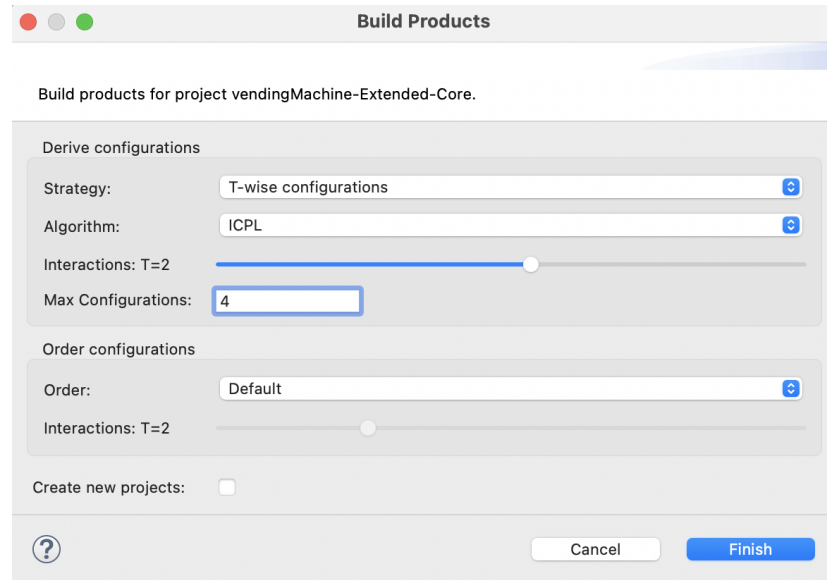 Build Products
Build products for project vendingMachine-Extended-Core.
Derive configurations
Strategy: T-wise configurations
Algorithm: ICPL
Interactions: T=2
Max Configurations: 4
Order configurations
Order: Default
Interactions: T=2
Create new projects:
?
Cancel Finish